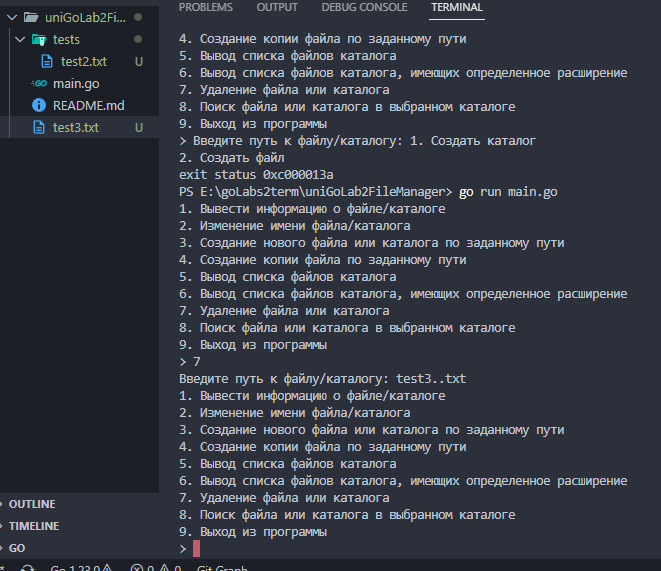 uniGoLab2Fi...
tests
test2.txt U
main.go
README.md
test3.txt U
OUTLINE
TIMELINE
GO
PROBLEMS OUTPUT DEBUG CONSOLE TERMINAL
4. Создание копии файла по заданному пути
5. Вывод списка файлов каталога
6. Вывод списка файлов каталога, имеющих определенное расширение
7. Удаление файла или каталога
8. Поиск файла или каталога в выбранном каталоге
9. Выход из программы
> Введите путь к файлу/каталогу: 1. Создать каталог
2. Создать файл
exit status 0xc000013a
PS E:\goLabs2term\uniGoLab2FileManager> go run main.go
1. Вывести информацию о файле/каталоге
2. Изменение имени файла/каталога
3. Создание нового файла или каталога по заданному пути
4. Создание копии файла по заданному пути
5. Вывод списка файлов каталога
6. Вывод списка файлов каталога, имеющих определенное расширение
7. Удаление файла или каталога
8. Поиск файла или каталога в выбранном каталоге
9. Выход из программы
> 7
Введите путь к файлу/каталогу: test3..txt
1. Вывести информацию о файле/каталоге
2. Изменение имени файла/каталога
3. Создание нового файла или каталога по заданному пути
4. Создание копии файла по заданному пути
5. Вывод списка файлов каталога
6. Вывод списка файлов каталога, имеющих определенное расширение
7. Удаление файла или каталога
8. Поиск файла или каталога в выбранном каталоге
9. Выход из программы
>
Go 1.23.0 0 0 Git Graph